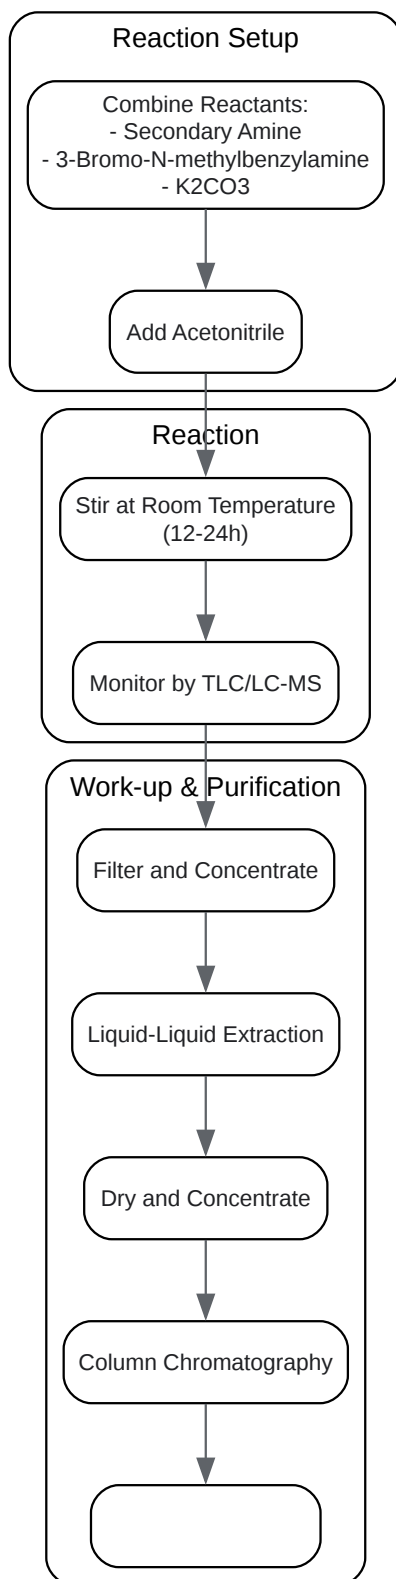 Reaction Setup
Combine Reactants:
- Secondary Amine
- 3-Bromo-N-methylbenzylamine
- K2CO3
Add Acetonitrile
Reaction
Stir at Room Temperature
(12-24h)
Monitor by TLC/LC-MS
Work-up & Purification
Filter and Concentrate
Liquid-Liquid Extraction
Dry and Concentrate
Column Chromatography